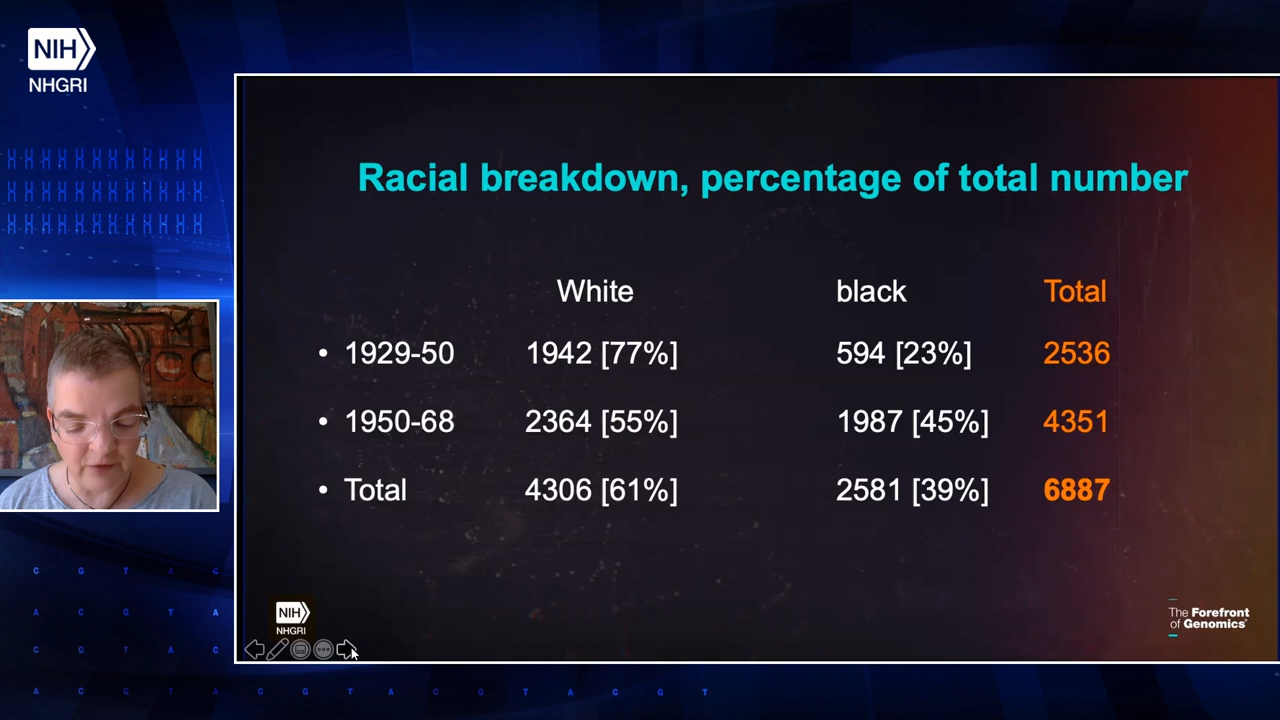 NIH
NHGRI
Racial breakdown, percentage of total number
White black Total
• 1929-50 1942 [77%] 594 [23%] 2536
• 1950-68 2364 [55%] 1987 [45%] 4351
• Total 4306 [61%] 2581 [39%] 6887
NIH
NHGRI
The Forefront
of Genomics®
C G T A C
A C G T A
C G T A C
A C G T A C G T A C G T A C G T